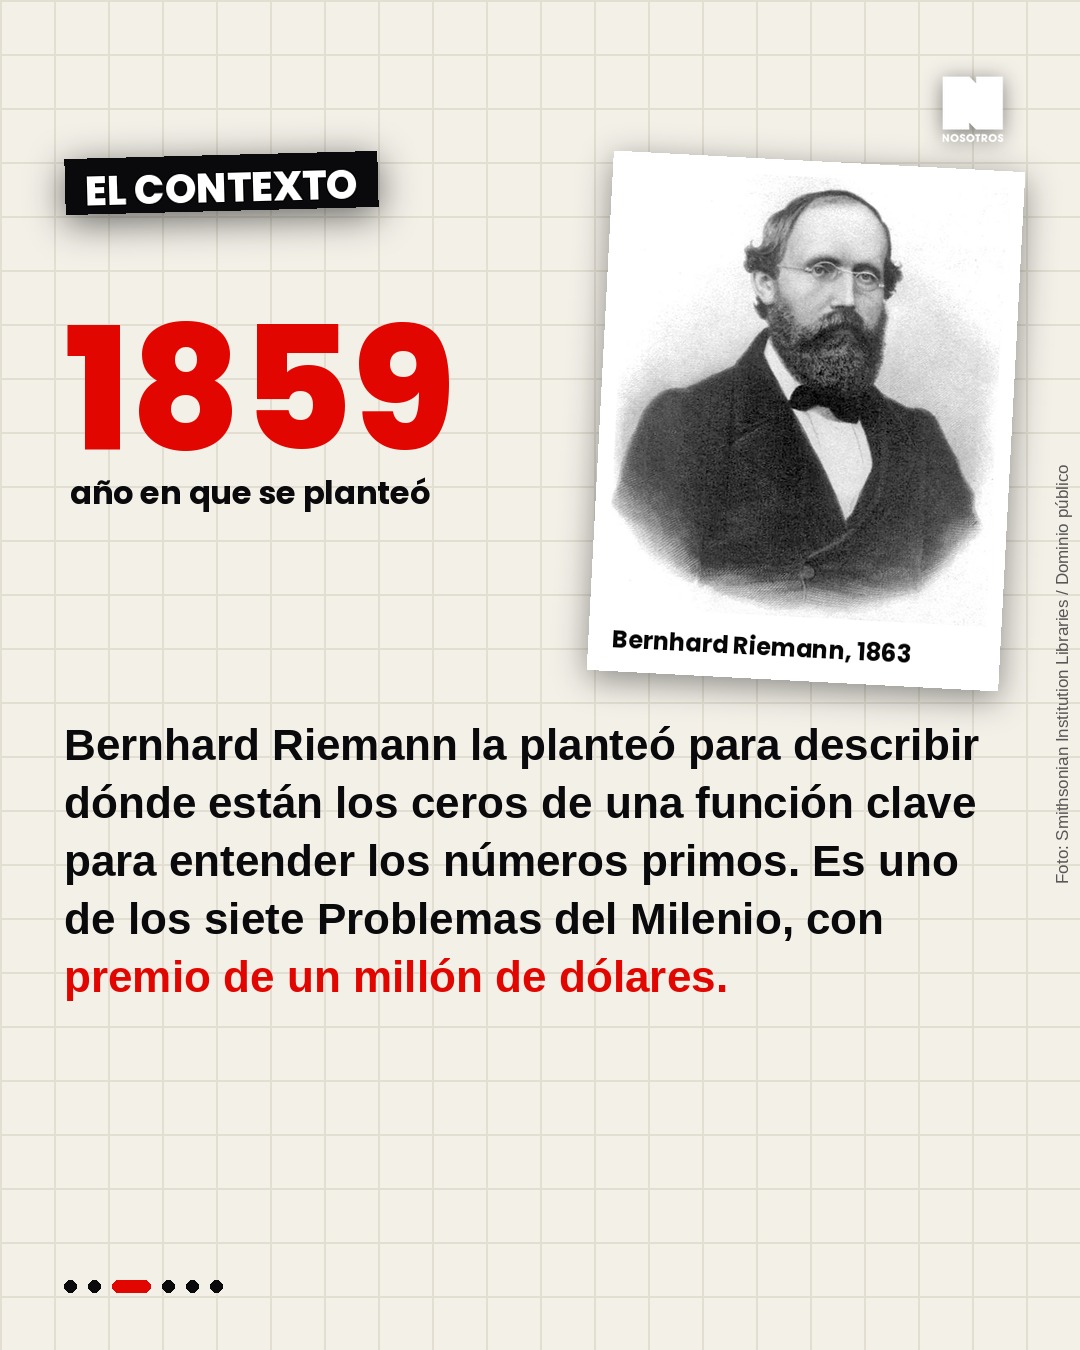 NOSOTROS
EL CONTEXTO
1859
año en que se planteó
Bernhard Riemann, 1863
Foto: Smithsonian Institution Libraries / Dominio público
Bernhard Riemann la planteó para describir
dónde están los ceros de una función clave
para entender los números primos. Es uno
de los siete Problemas del Milenio, con
premio de un millón de dólares.